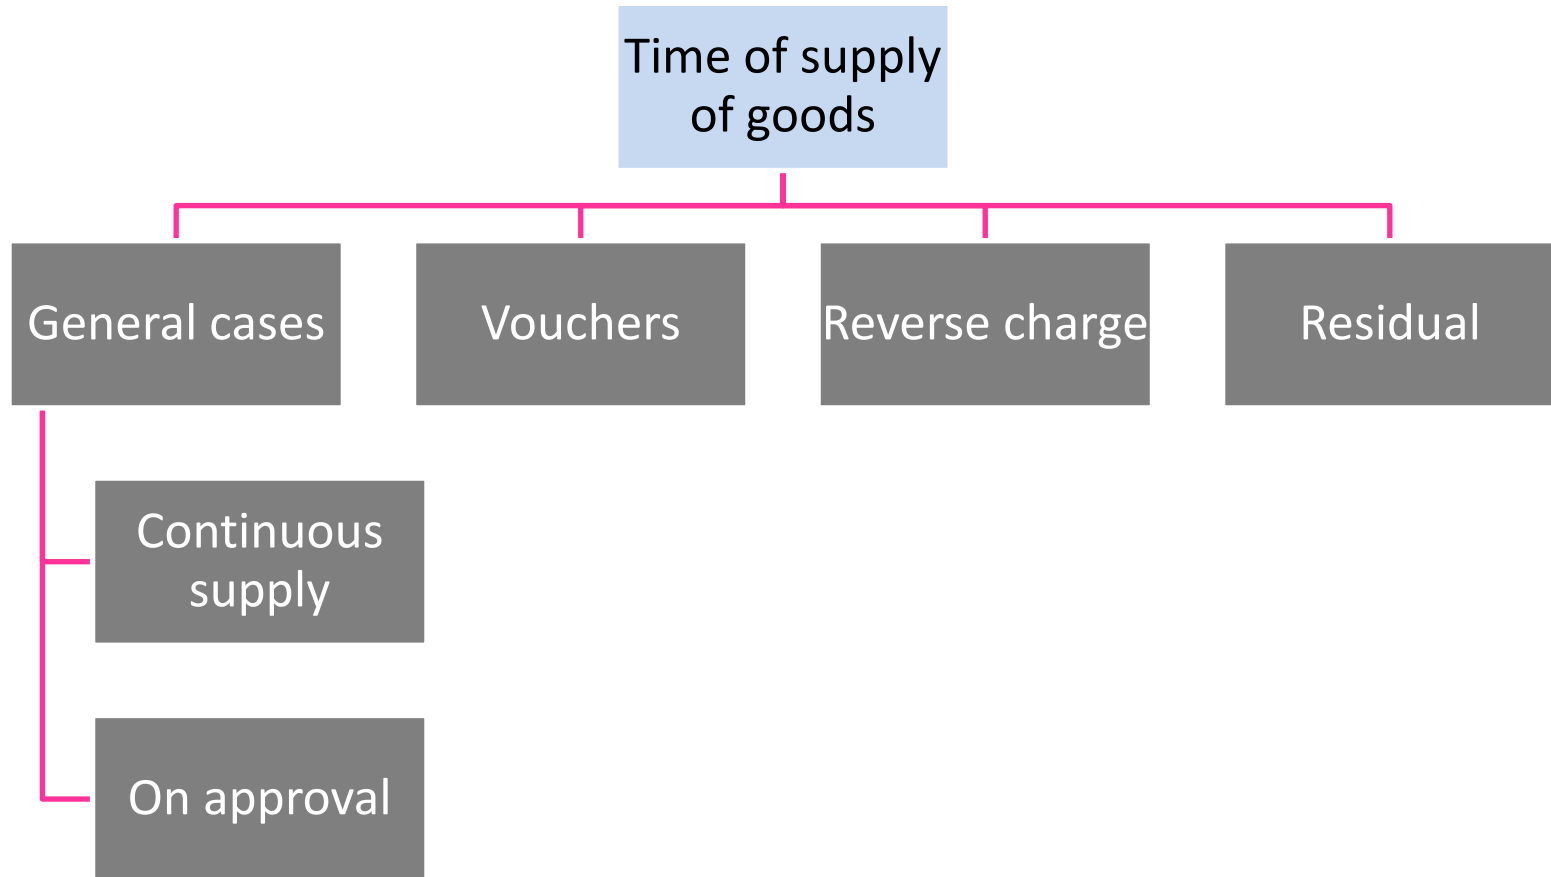 Time of supply
of goods
General cases
Vouchers
Reverse charge
Residual
Continuous
supply
On approval